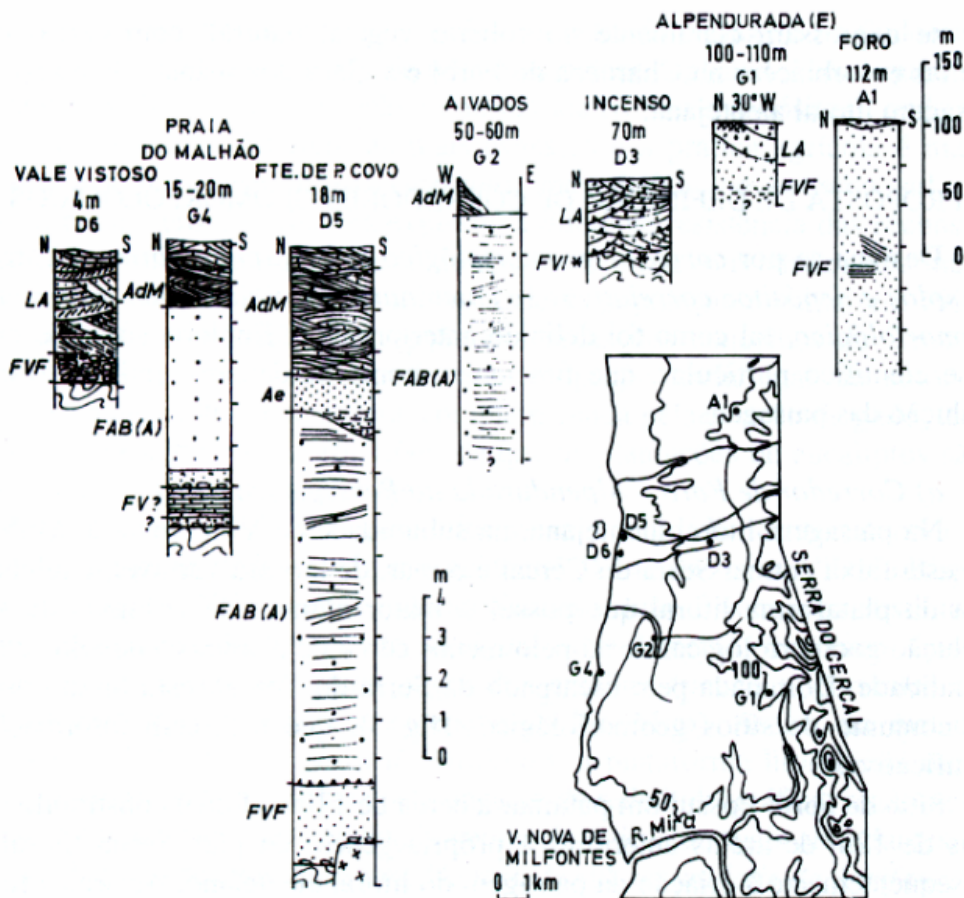 VALE VISTOSO
4m
D6
N S
LA
FVF
PRAIA
DO MALHÃO
15-20m
G4
N S
AdM
FAB(A)
FV?
?
FTE. DE P. COVO
18m
D5
N S
AdM
Ae
FAB(A)
FVF
m
4
3
2
1
0
AIVADOS
50-60m
G2
W E
AdM
FAB(A)
?
INCENSO
70m
D3
N S
LA
FVI*
*
ALPENDURADA (E)
100-110m
G1
N 30° W
LA
FVF
?
FORO
112m
A1
N S
FVF
m
150
100
50
0
A1
D5
D6
D3
G2
G4
100
G1
SERRA DO CERCAL
50
R. Mira
V. NOVA DE
MILFONTES
0 1km